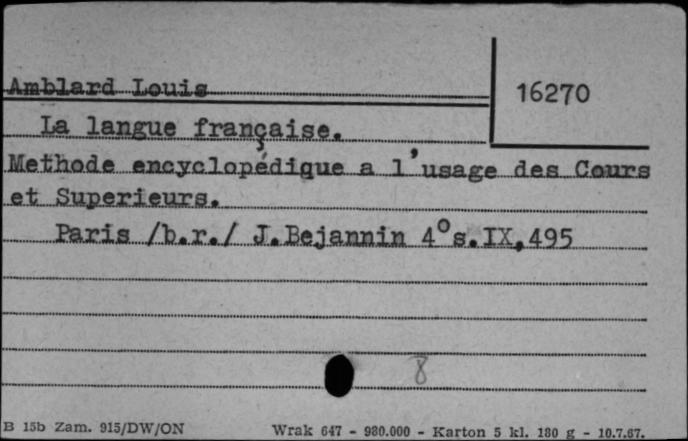 Amblard Louis
16270
La langue française.
Methode encyclopédique a l'usage des Cours
et Superieurs.
Paris /b.r./ J.Bejannin 4°s.IX,495
8
B 15b Zam. 915/DW/ON
Wrak 647 - 980.000 - Karton 5 kl. 180 g - 10.7.67.